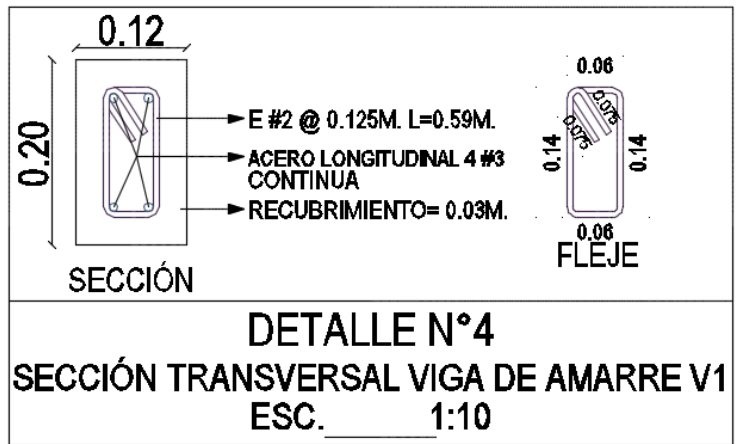 0.12
0.20
E #2 @ 0.125M. L=0.59M.
ACERO LONGITUDINAL 4 #3
CONTINUA
RECUBRIMIENTO= 0.03M.
SECCIÓN
0.06
0.075
0.075
0.14
0.14
0.06
FLEJE
DETALLE N°4
SECCIÓN TRANSVERSAL VIGA DE AMARRE V1
ESC.______1:10